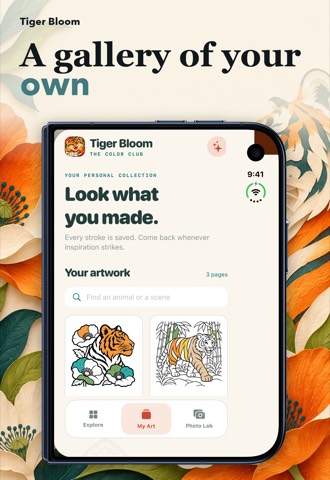 Tiger Bloom
A gallery of your
own
Tiger Bloom
THE COLOR CLUB
9:41
YOUR PERSONAL COLLECTION
Look what
you made.
Every stroke is saved. Come back whenever
inspiration strikes.
Your artwork
3 pages
Find an animal or a scene
Explore
My Art
Photo Lab